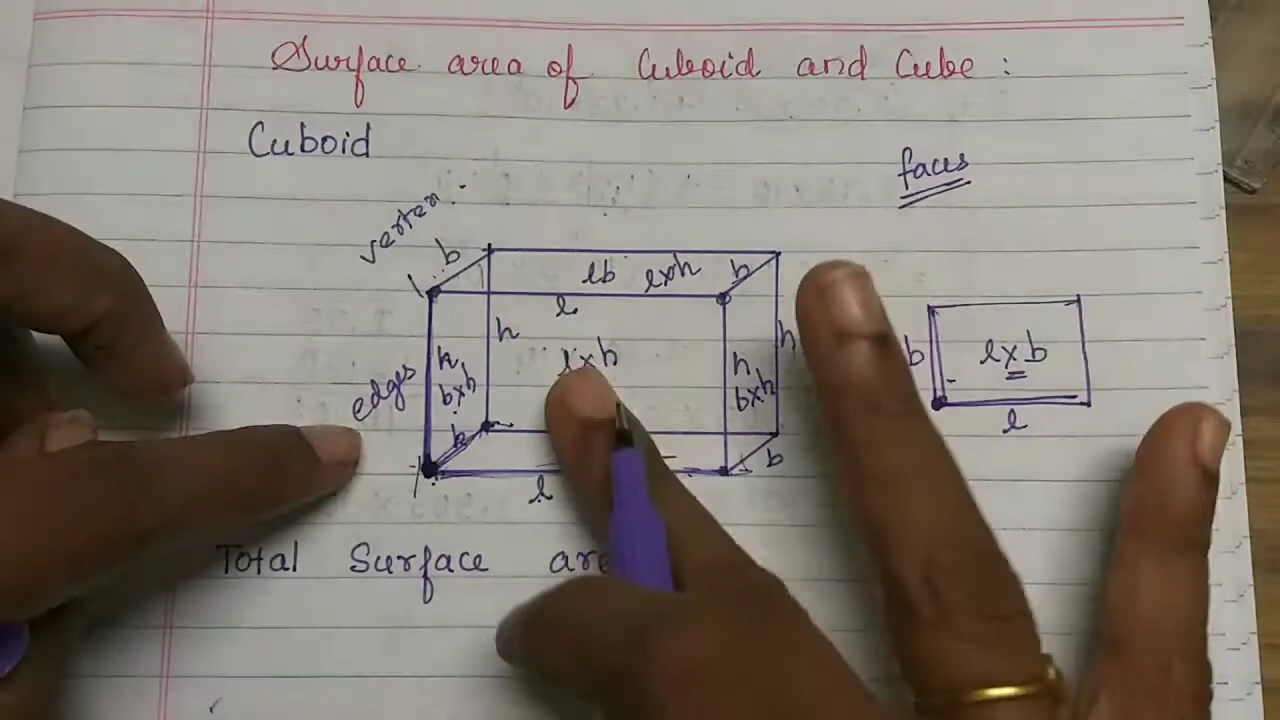 Surface area of Cuboid and Cube :
Cuboid
faces
vertex
b
lb l×h b
l
h
h
l×h
h
h
b×h
b×h
edges
b
b
l
b
l×b
l
Total Surface are